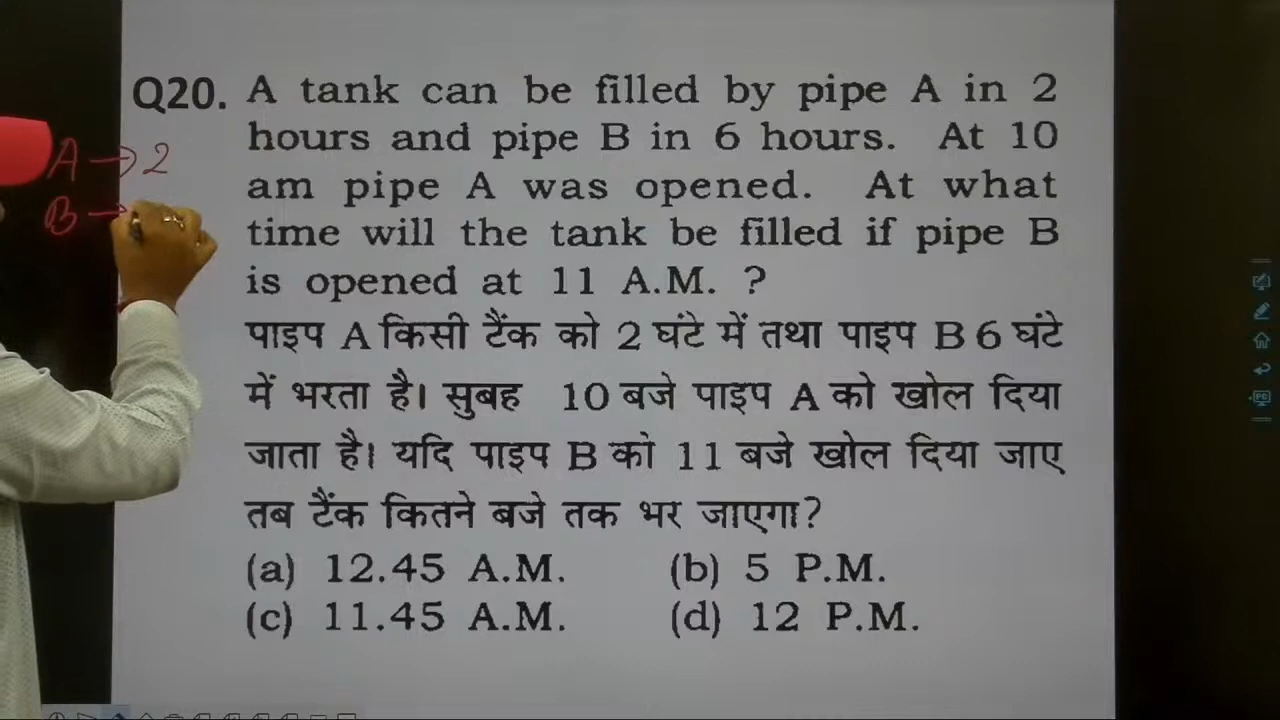 Q20. A tank can be filled by pipe A in 2
hours and pipe B in 6 hours. At 10
am pipe A was opened. At what
time will the tank be filled if pipe B
is opened at 11 A.M. ?
पाइप A किसी टैंक को 2 घंटे में तथा पाइप B 6 घंटे
में भरता है। सुबह 10 बजे पाइप A को खोल दिया
जाता है। यदि पाइप B को 11 बजे खोल दिया जाए
तब टैंक कितने बजे तक भर जाएगा?
(a) 12.45 A.M. (b) 5 P.M.
(c) 11.45 A.M. (d) 12 P.M.
A → 2
B →